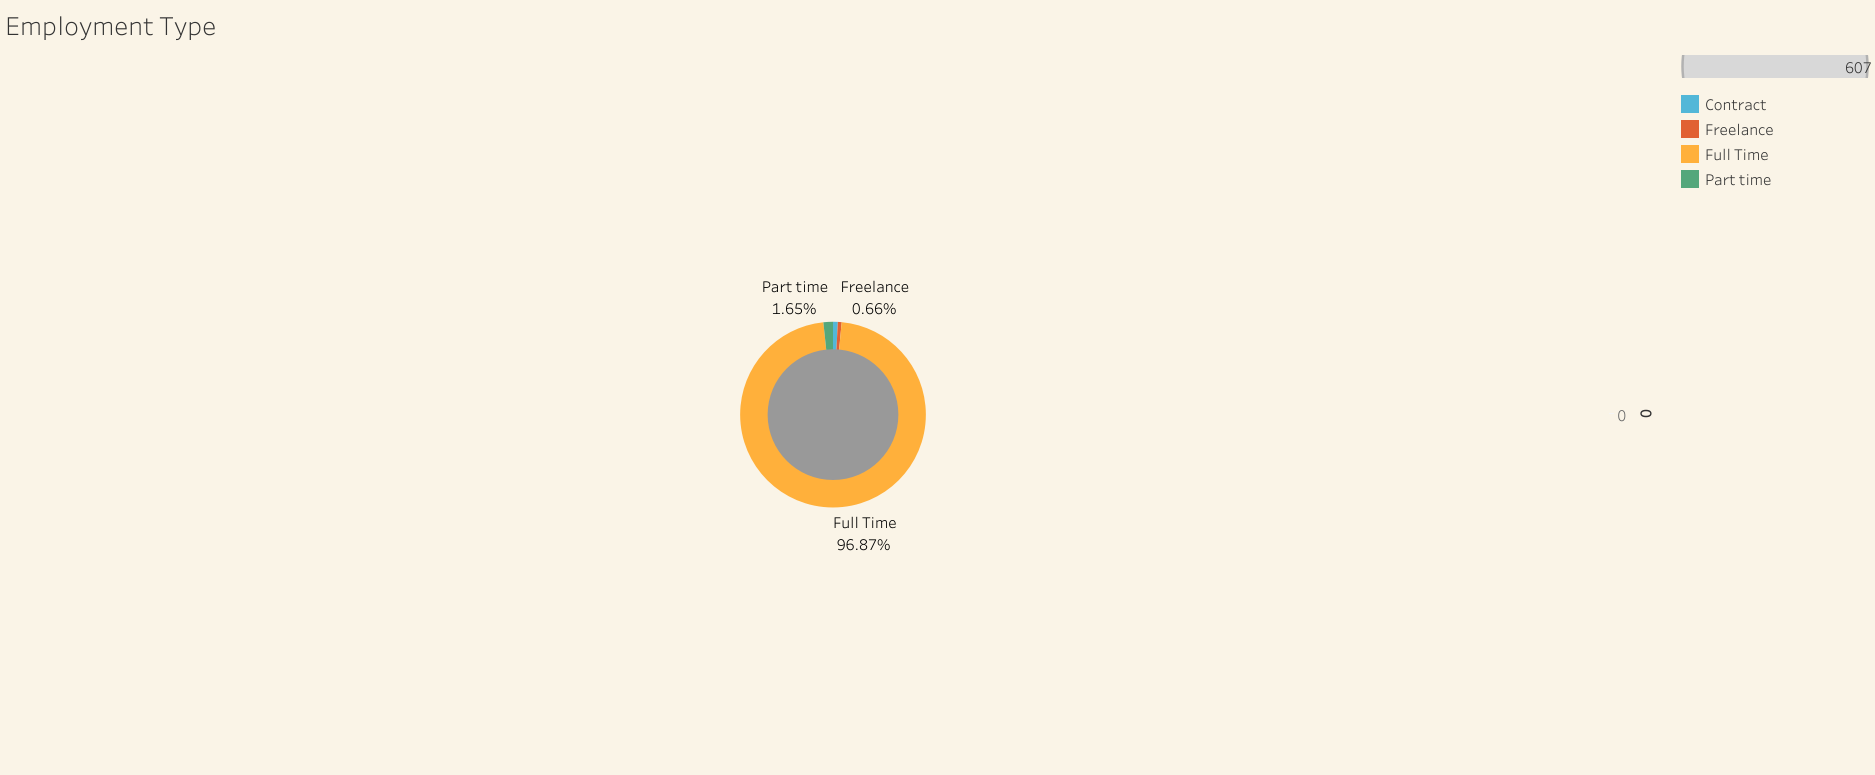 Employment Type
607
Contract
Freelance
Full Time
Part time
Part time
1.65%
Freelance
0.66%
0
0
Full Time
96.87%